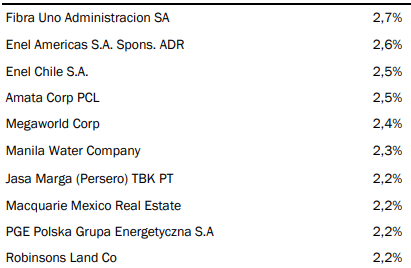 Fibra Uno Administracion SA 2,7%
Enel Americas S.A. Spons. ADR 2,6%
Enel Chile S.A. 2,5%
Amata Corp PCL 2,5%
Megaworld Corp 2,4%
Manila Water Company 2,3%
Jasa Marga (Persero) TBK PT 2,2%
Macquarie Mexico Real Estate 2,2%
PGE Polska Grupa Energetyczna S.A 2,2%
Robinsons Land Co 2,2%